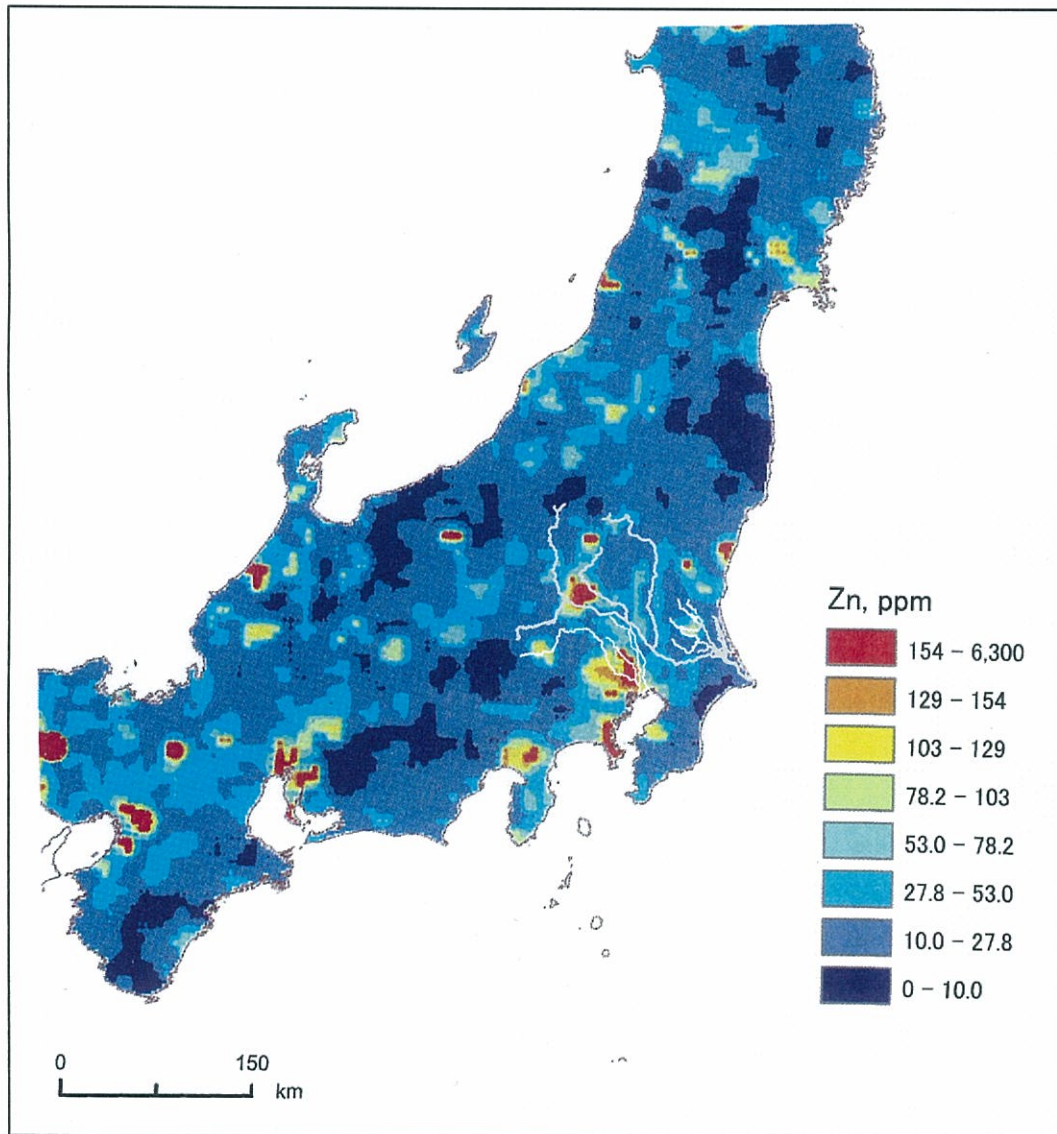 Zn, ppm
154 – 6,300
129 – 154
103 – 129
78.2 – 103
53.0 – 78.2
27.8 – 53.0
10.0 – 27.8
0 – 10.0
0 150
km